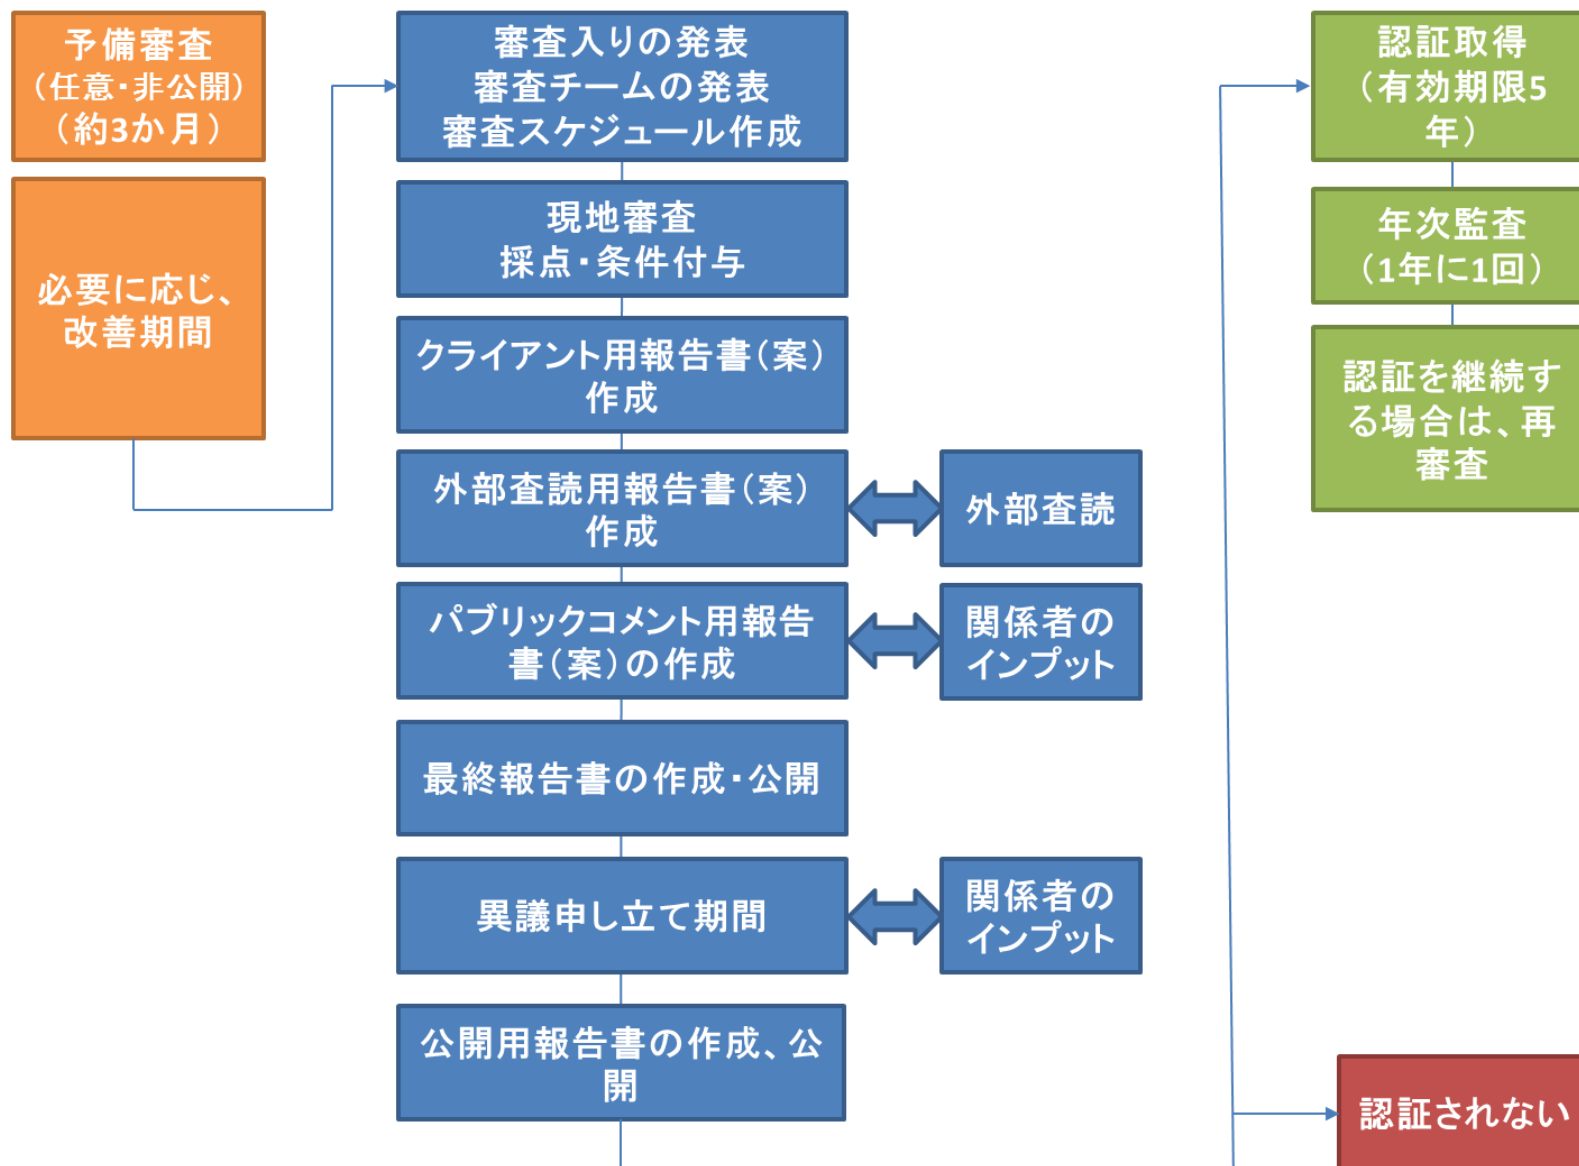 予備審査
（任意・非公開）
（約3か月）
必要に応じ、
改善期間
審査入りの発表
審査チームの発表
審査スケジュール作成
現地審査
採点・条件付与
クライアント用報告書（案）
作成
外部査読用報告書（案）
作成
外部査読
パブリックコメント用報告
書（案）の作成
関係者の
インプット
最終報告書の作成・公開
異議申し立て期間
関係者の
インプット
公開用報告書の作成、公
開
認証取得
（有効期限5
年）
年次監査
（1年に1回）
認証を継続す
る場合は、再
審査
認証されない